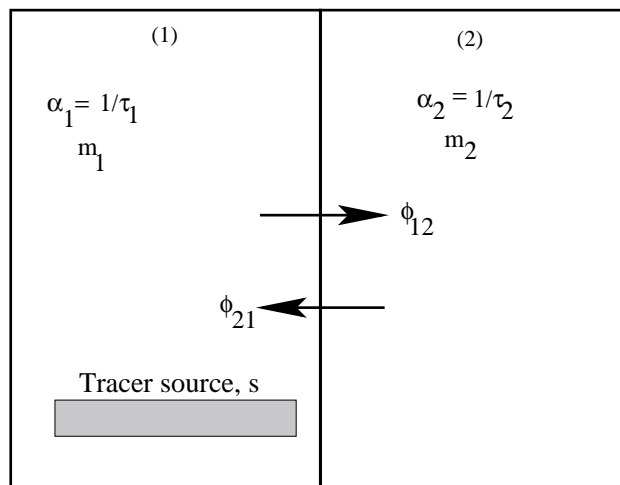 (1)
(2)
α₁ = 1/τ₁
m₁
α₂ = 1/τ₂
m₂
ϕ₁₂
ϕ₂₁
Tracer source, s